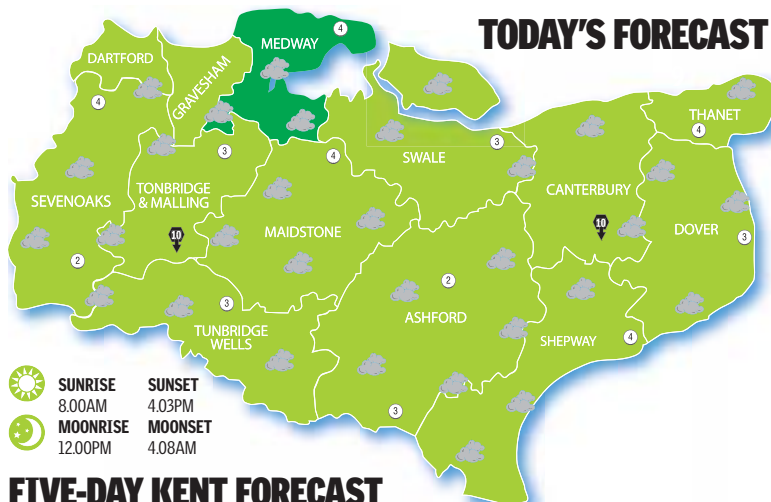 TODAY'S FORECAST
MEDWAY
4
DARTFORD
GRAVESHAM
4
THANET
4
3
4
SWALE
3
SEVENOAKS
TONBRIDGE
& MALLING
CANTERBURY
10
MAIDSTONE
10
DOVER
3
2
2
3
ASHFORD
TUNBRIDGE
WELLS
SHEPWAY
4
3
SUNRISE SUNSET
8.00AM 4.03PM
MOONRISE MOONSET
12.00PM 4.08AM
FIVE-DAY KENT FORECAST